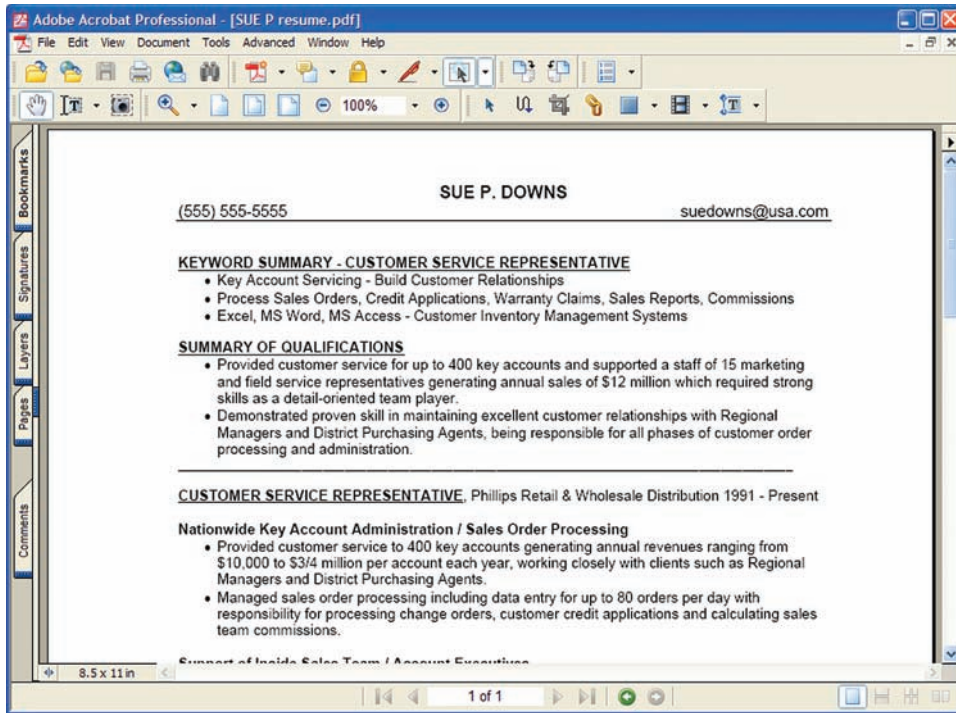 Adobe Acrobat Professional - [SUE P resume.pdf]
File Edit View Document Tools Advanced Window Help
100%
Bookmarks
Signatures
Layers
Pages
Comments
SUE P. DOWNS
(555) 555-5555 suedowns@usa.com
KEYWORD SUMMARY - CUSTOMER SERVICE REPRESENTATIVE
• Key Account Servicing - Build Customer Relationships
• Process Sales Orders, Credit Applications, Warranty Claims, Sales Reports, Commissions
• Excel, MS Word, MS Access - Customer Inventory Management Systems
SUMMARY OF QUALIFICATIONS
• Provided customer service for up to 400 key accounts and supported a staff of 15 marketing
and field service representatives generating annual sales of $12 million which required strong
skills as a detail-oriented team player.
• Demonstrated proven skill in maintaining excellent customer relationships with Regional
Managers and District Purchasing Agents, being responsible for all phases of customer order
processing and administration.
CUSTOMER SERVICE REPRESENTATIVE, Phillips Retail & Wholesale Distribution 1991 - Present
Nationwide Key Account Administration / Sales Order Processing
• Provided customer service to 400 key accounts generating annual revenues ranging from
$10,000 to $3/4 million per account each year, working closely with clients such as Regional
Managers and District Purchasing Agents.
• Managed sales order processing including data entry for up to 80 orders per day with
responsibility for processing change orders, customer credit applications and calculating sales
team commissions.
Support of Inside Sales Team / Account Executives
8.5 x 11 in
1 of 1